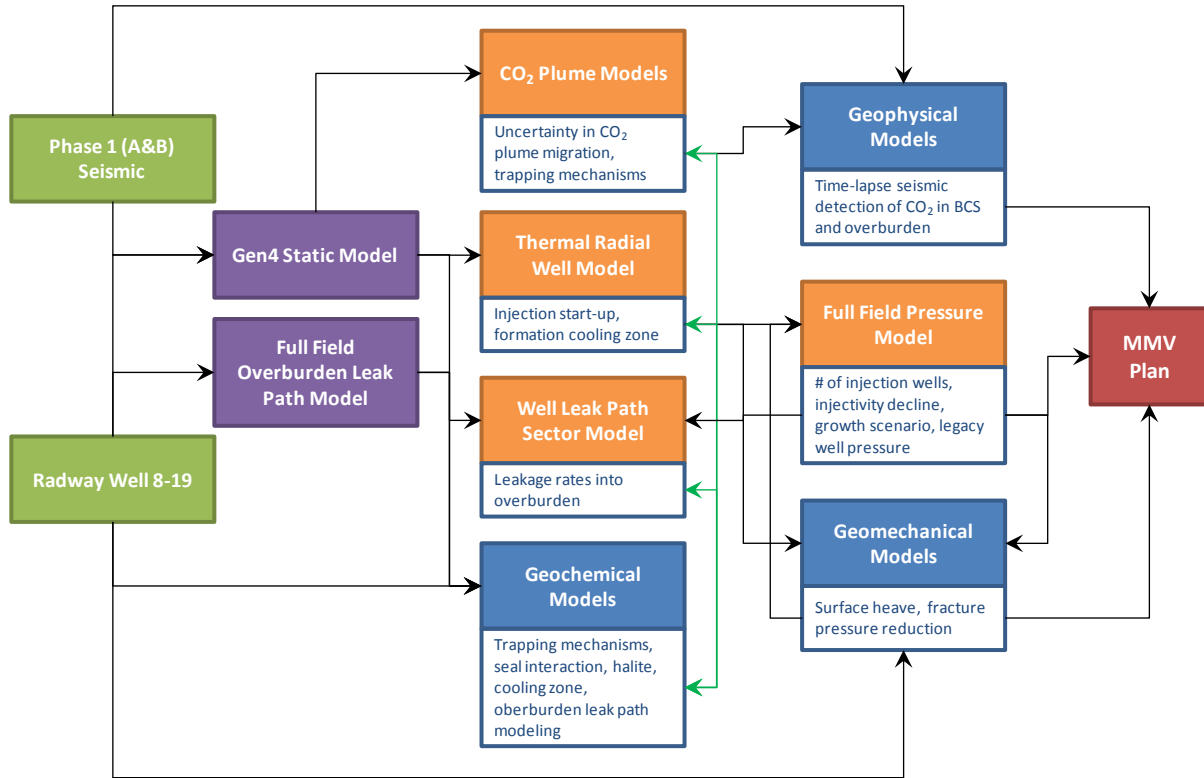 Phase 1 (A&B)
Seismic
Radway Well 8-19
Gen4 Static Model
Full Field
Overburden Leak
Path Model
CO₂ Plume Models
Uncertainty in CO₂
plume migration,
trapping mechanisms
Thermal Radial
Well Model
Injection start-up,
formation cooling zone
Well Leak Path
Sector Model
Leakage rates into
overburden
Geochemical
Models
Trapping mechanisms,
seal interaction, halite,
cooling zone,
oberburden leak path
modeling
Geophysical
Models
Time-lapse seismic
detection of CO₂ in BCS
and overburden
Full Field Pressure
Model
# of injection wells,
injectivity decline,
growth scenario, legacy
well pressure
Geomechanical
Models
Surface heave, fracture
pressure reduction
MMV
Plan